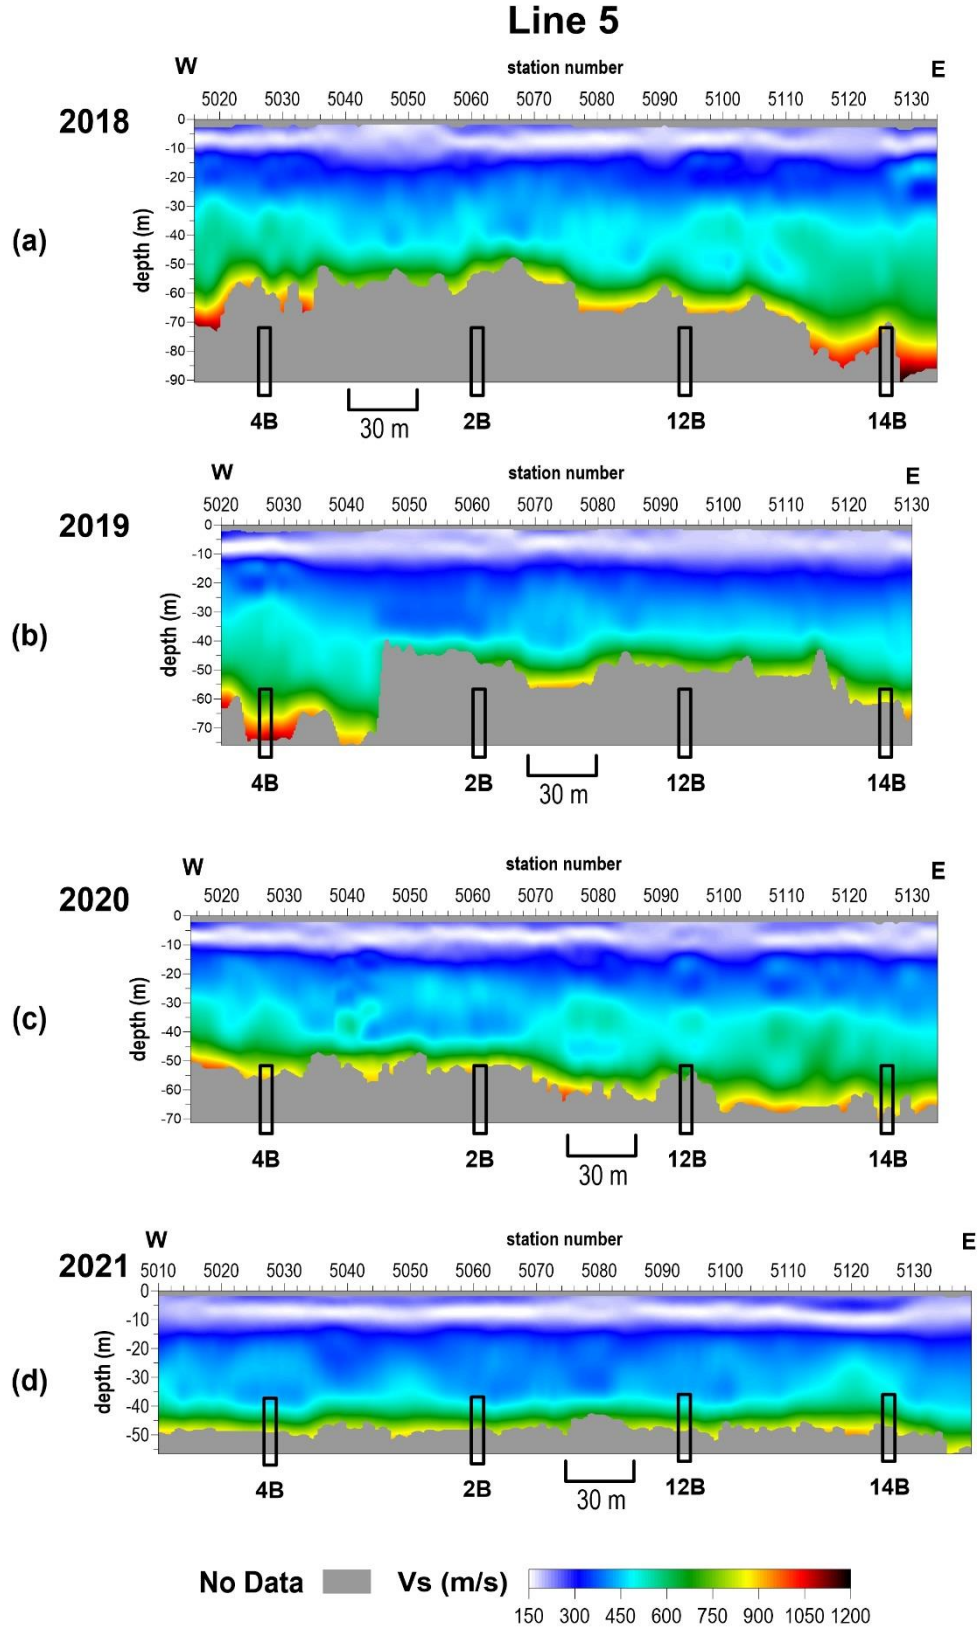 Line 5
W station number E
2018
5020 5030 5040 5050 5060 5070 5080 5090 5100 5110 5120 5130
(a)
depth (m)
0
-10
-20
-30
-40
-50
-60
-70
-80
-90
4B 2B 12B 14B
30 m
W station number E
2019
5020 5030 5040 5050 5060 5070 5080 5090 5100 5110 5120 5130
(b)
depth (m)
0
-10
-20
-30
-40
-50
-60
-70
4B 2B 12B 14B
30 m
W station number E
2020
5020 5030 5040 5050 5060 5070 5080 5090 5100 5110 5120 5130
(c)
depth (m)
0
-10
-20
-30
-40
-50
-60
-70
4B 2B 12B 14B
30 m
W station number E
2021
5010 5020 5030 5040 5050 5060 5070 5080 5090 5100 5110 5120 5130
(d)
depth (m)
0
-10
-20
-30
-40
-50
4B 2B 12B 14B
30 m
No Data Vs (m/s)
150 300 450 600 750 900 1050 1200